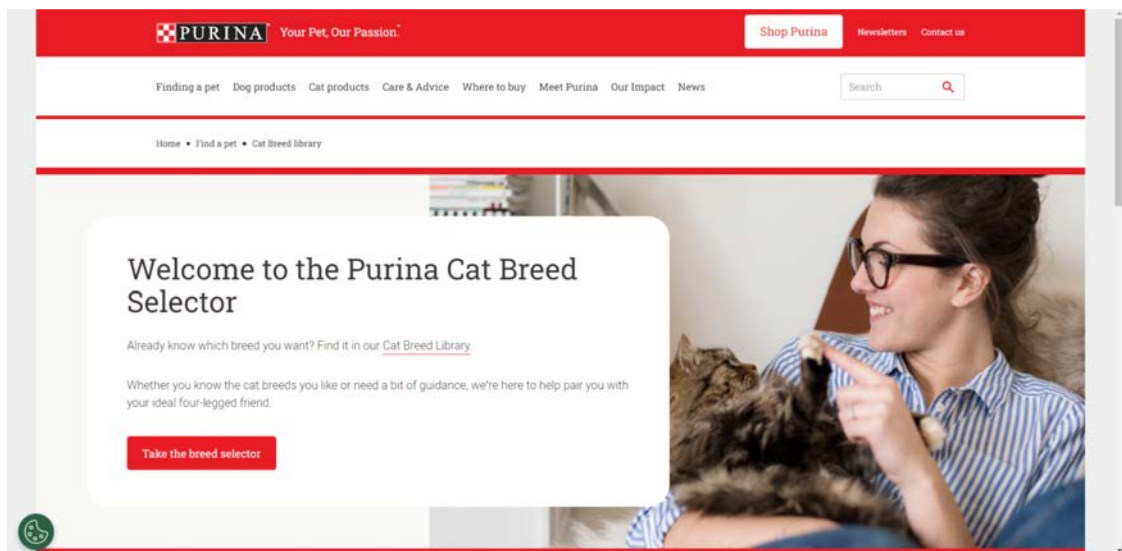 PURINA Your Pet, Our Passion.
Shop Purina Newsletters Contact us
Finding a pet Dog products Cat products Care & Advice Where to buy Meet Purina Our Impact News
Search
Home • Find a pet • Cat Breed library
Welcome to the Purina Cat Breed
Selector
Already know which breed you want? Find it in our Cat Breed Library.
Whether you know the cat breeds you like or need a bit of guidance, we're here to help pair you with
your ideal four-legged friend.
Take the breed selector